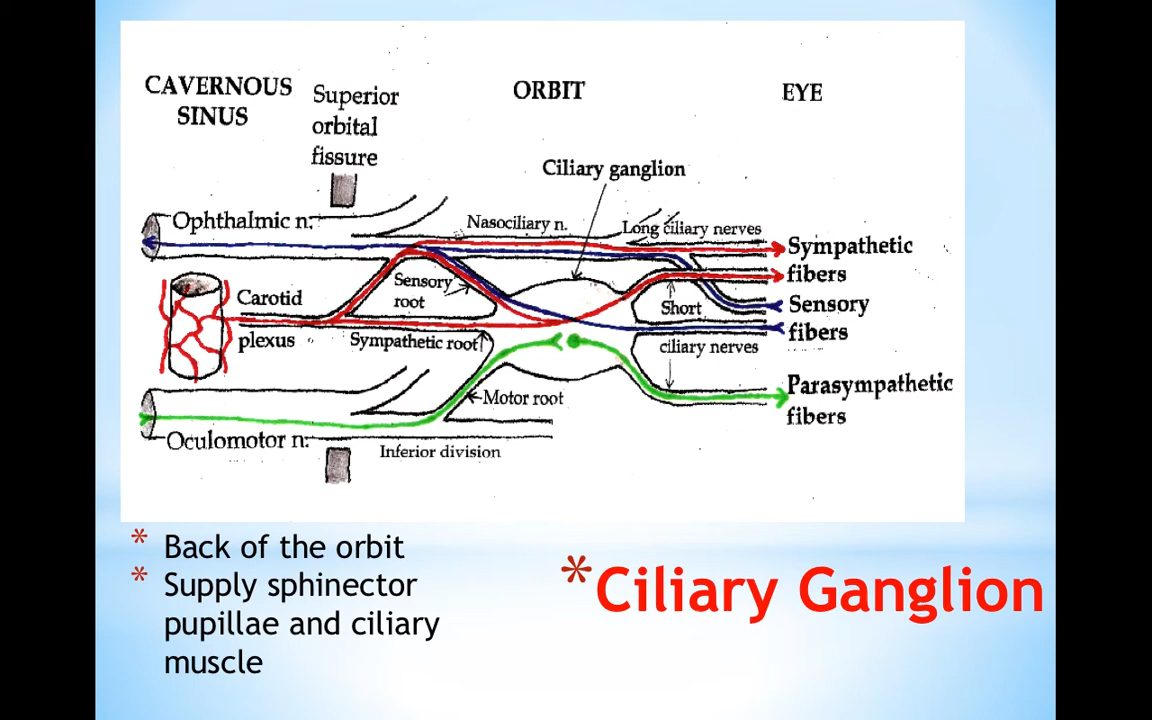 CAVERNOUS
SINUS
Superior
orbital
fissure
ORBIT
EYE
Ciliary ganglion
Ophthalmic n.
Nasociliary n.
Long ciliary nerves
Sympathetic
fibers
Sensory
root
Carotid
plexus
Short
ciliary nerves
Sensory
fibers
Sympathetic root
Motor root
Parasympathetic
fibers
Oculomotor n.
Inferior division
* Back of the orbit
* Supply sphinector
pupillae and ciliary
muscle
*Ciliary Ganglion